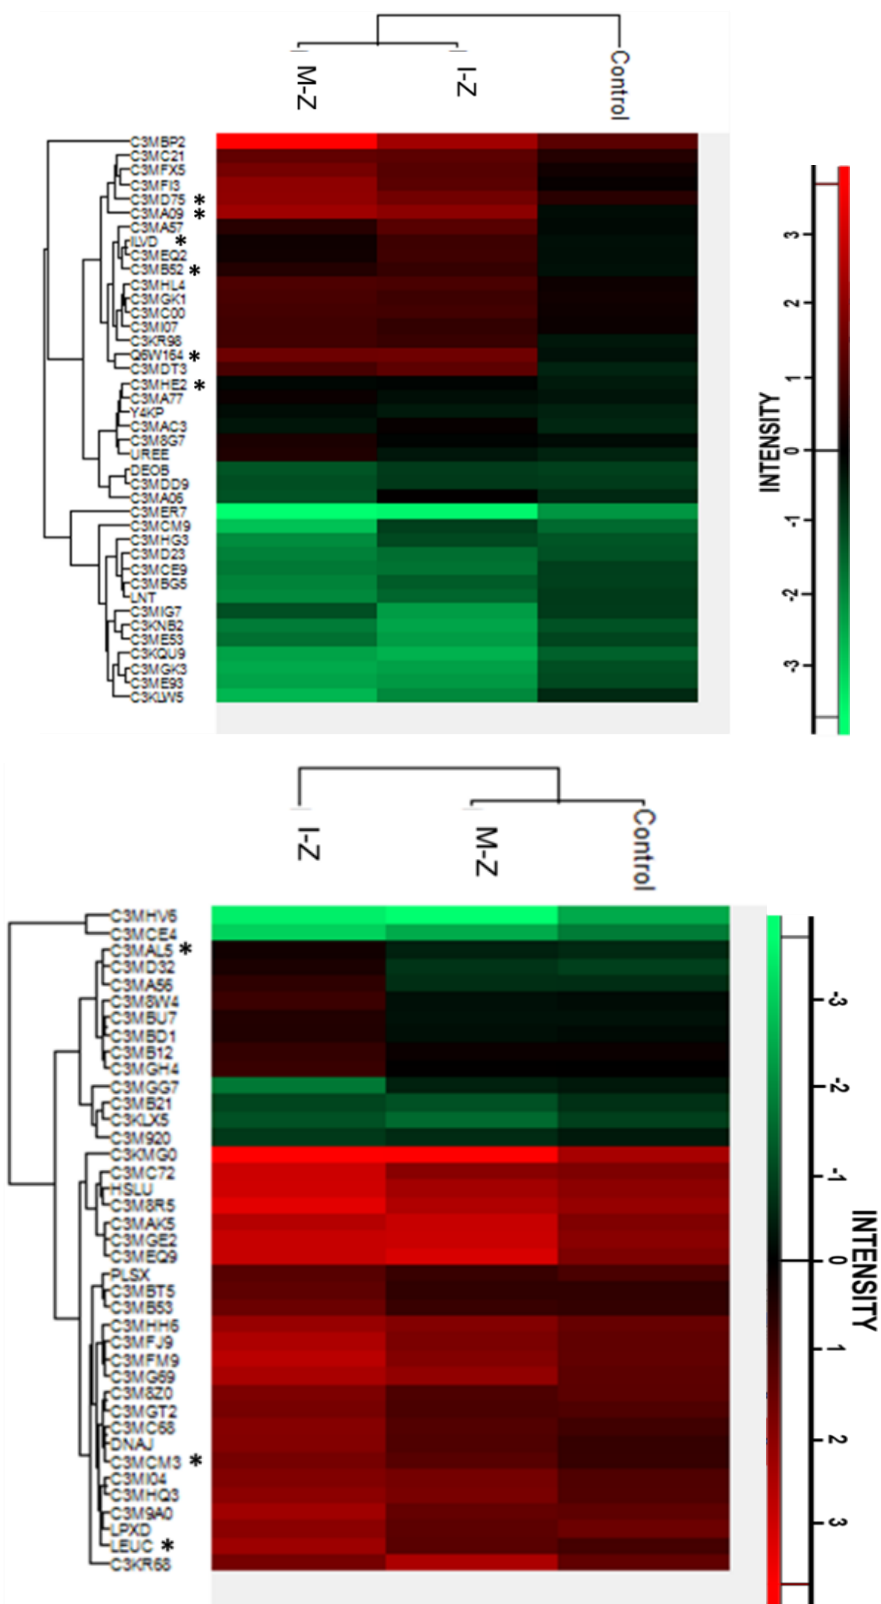 M-Z
I-Z
Control
C3MBP2
C3MC21
C3MFX5
C3MFI3
C3MD75 *
C3MA09 *
C3MA57
ILVD *
C3MEQ2
C3MB52 *
C3MHL4
C3MGK1
C3MC00
C3MI07
C3KR98
Q6W164 *
C3MDT3
C3MHE2 *
C3MA77
Y4KP
C3MAC3
C3M8G7
UREE
DEOB
C3MDD9
C3MA06
C3MER7
C3MCM9
C3MHG3
C3MD23
C3MCE9
C3MBG5
LNT
C3MIG7
C3KNB2
C3ME53
C3KQU9
C3MGK3
C3ME93
C3KLW5
INTENSITY
3
2
1
0
-1
-2
-3
I-Z
M-Z
Control
C3MHV6
C3MCE4
C3MAL5 *
C3MD32
C3MA56
C3M8W4
C3MBU7
C3MBD1
C3MB12
C3MGH4
C3MGG7
C3MB21
C3KLX5
C3M920
C3KMG0
C3MC72
HSLU
C3M8R5
C3MAK5
C3MGE2
C3MEQ9
PLSX
C3MBT5
C3MB53
C3MHH6
C3MFJ9
C3MFM9
C3MG69
C3M8Z0
C3MGT2
C3MC68
DNAJ
C3MCM3 *
C3MI04
C3MHQ3
C3M9A0
LPXD
LEUC *
C3KR68
-3
-2
-1
0
1
2
3
INTENSITY